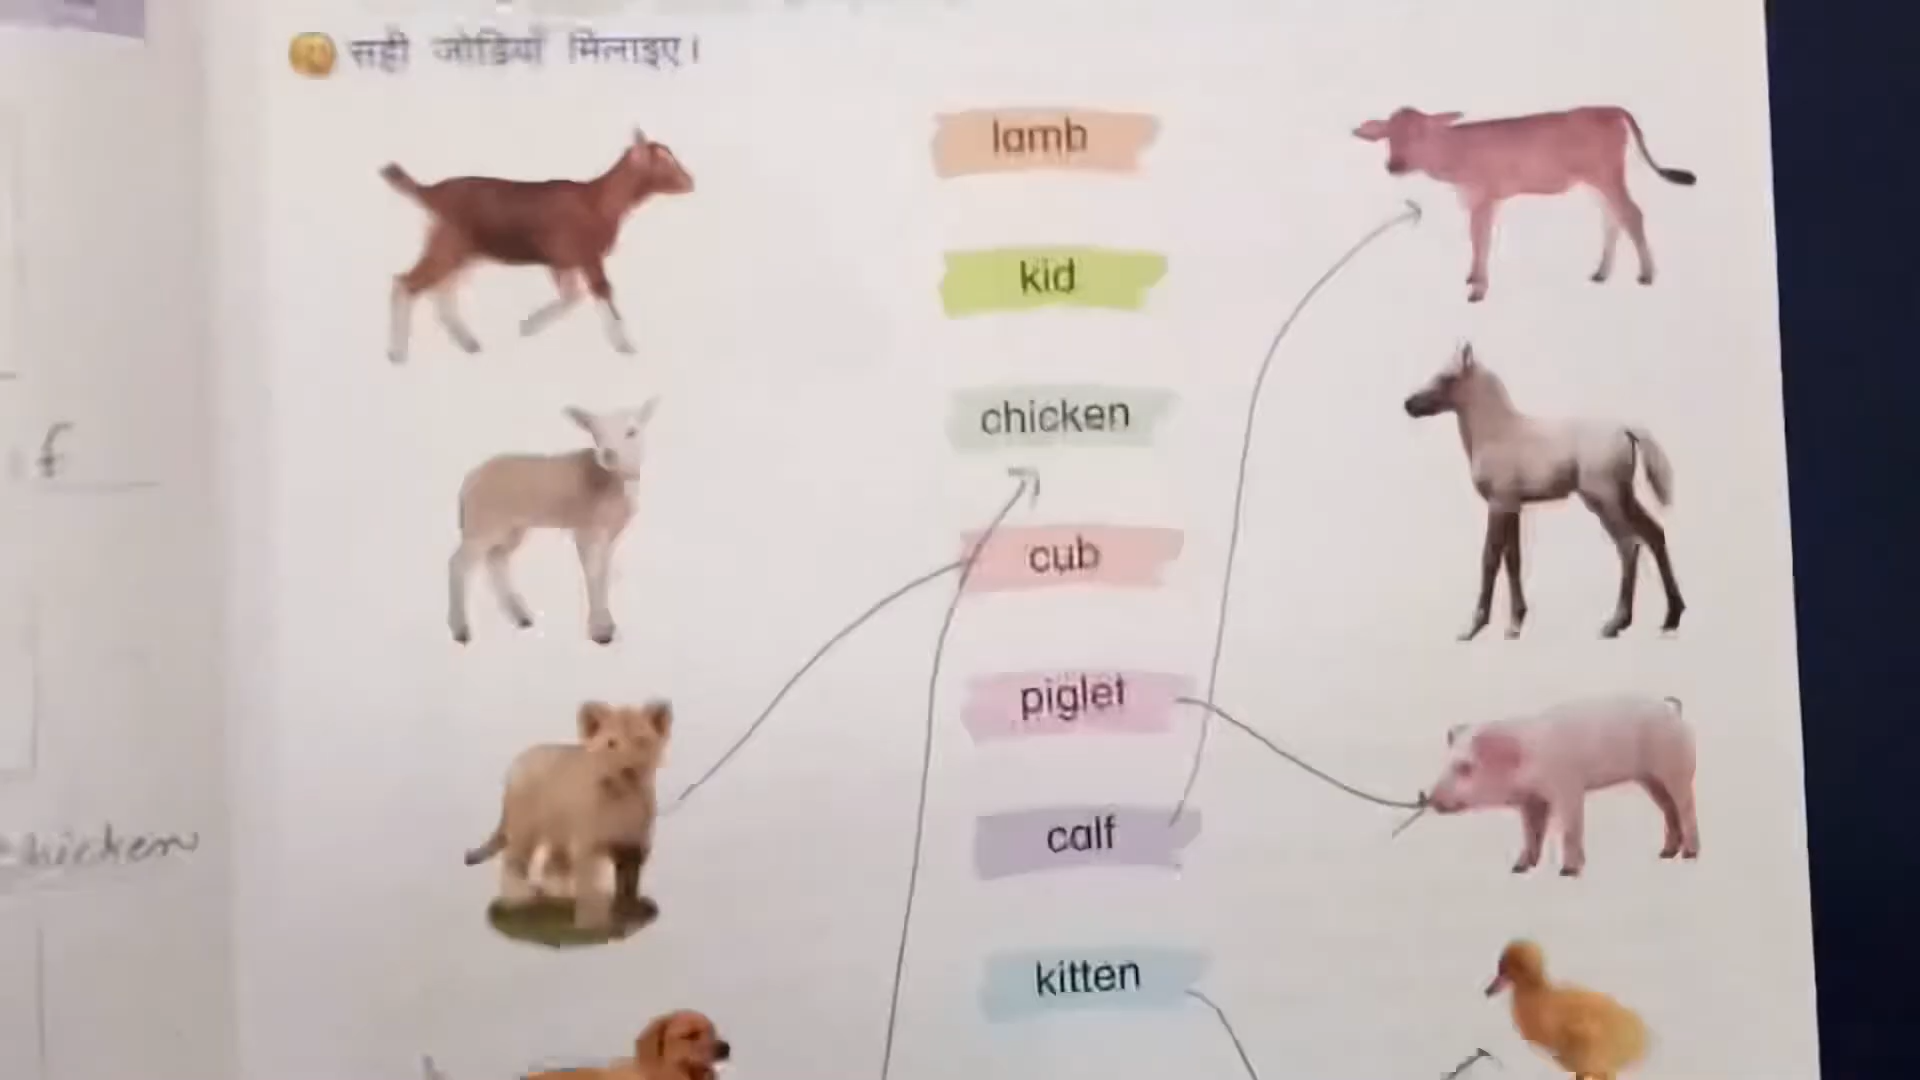 सही जोड़ियाँ मिलाइए।
lamb
kid
chicken
cub
piglet
calf
kitten
f
chicken